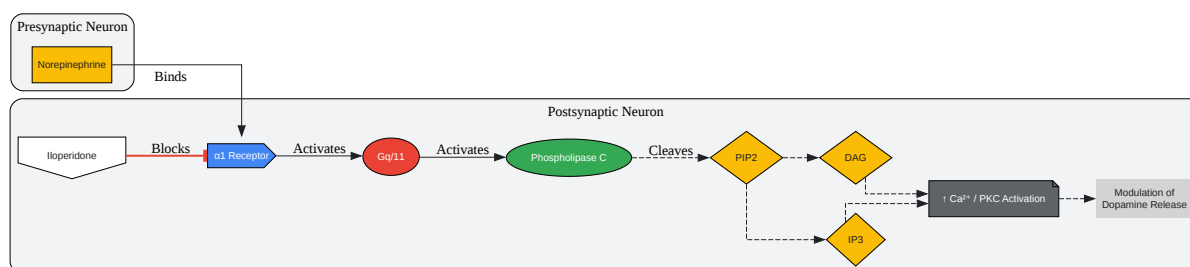 Presynaptic Neuron
Norepinephrine
Binds
Postsynaptic Neuron
Iloperidone
Blocks
α1 Receptor
Activates
Gq/11
Activates
Phospholipase C
Cleaves
PIP2
DAG
IP3
↑ Ca²⁺ / PKC Activation
Modulation of
Dopamine Release